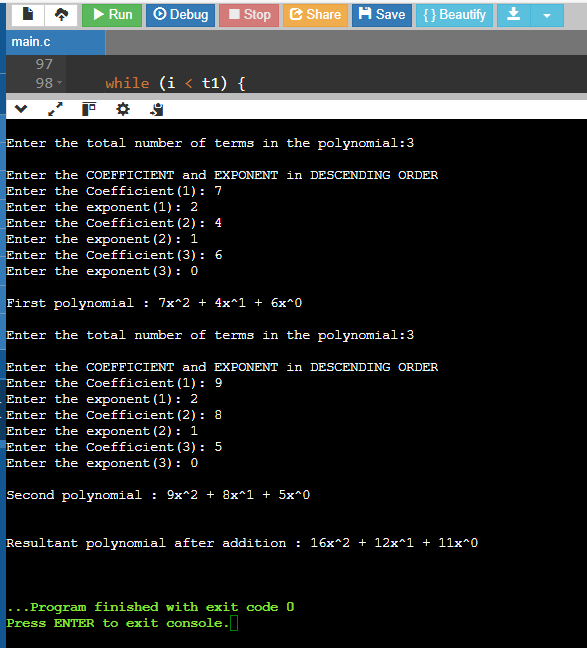 Run Debug Stop Share Save { } Beautify
main.c
97
98 while (i < t1) {
Enter the total number of terms in the polynomial:3
Enter the COEFFICIENT and EXPONENT in DESCENDING ORDER
Enter the Coefficient(1): 7
Enter the exponent(1): 2
Enter the Coefficient(2): 4
Enter the exponent(2): 1
Enter the Coefficient(3): 6
Enter the exponent(3): 0
First polynomial : 7x^2 + 4x^1 + 6x^0
Enter the total number of terms in the polynomial:3
Enter the COEFFICIENT and EXPONENT in DESCENDING ORDER
Enter the Coefficient(1): 9
Enter the exponent(1): 2
Enter the Coefficient(2): 8
Enter the exponent(2): 1
Enter the Coefficient(3): 5
Enter the exponent(3): 0
Second polynomial : 9x^2 + 8x^1 + 5x^0
Resultant polynomial after addition : 16x^2 + 12x^1 + 11x^0
...Program finished with exit code 0
Press ENTER to exit console.